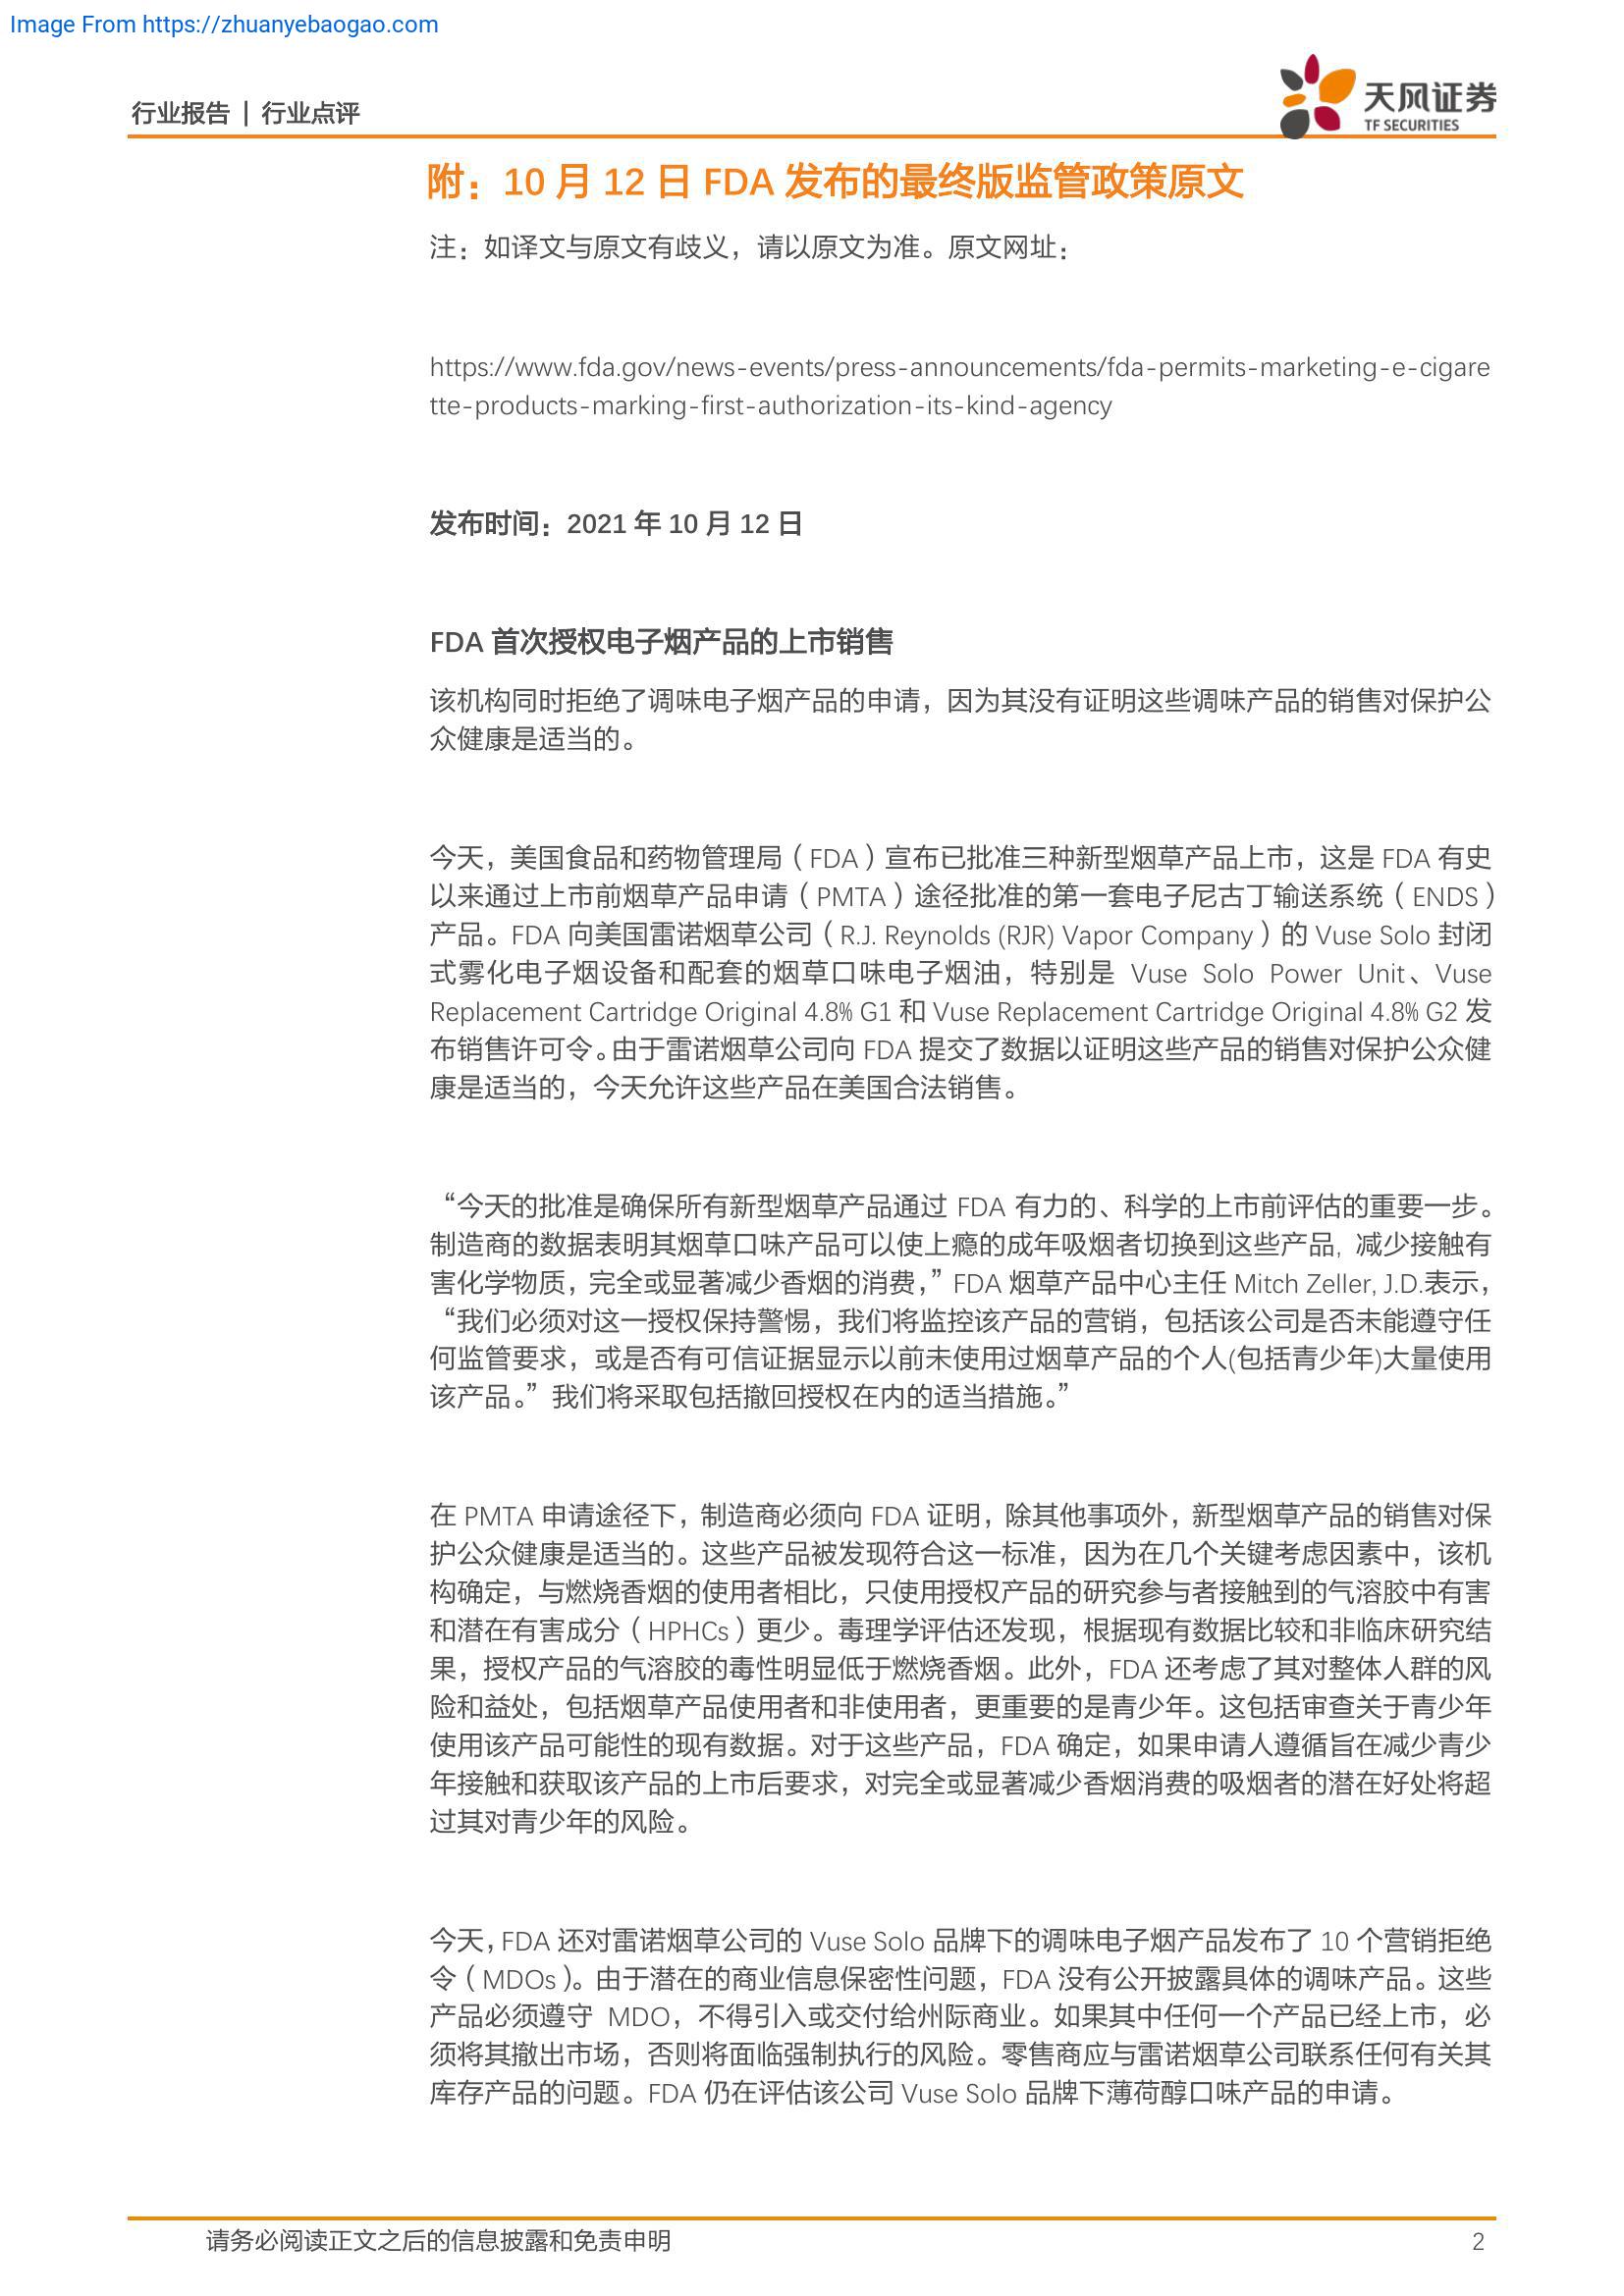 Image From https://zhuanyebaogao.com
行业报告 | 行业点评
天风证券
TF SECURITIES
附：10 月 12 日 FDA 发布的最终版监管政策原文
注：如译文与原文有歧义，请以原文为准。原文网址：
https://www.fda.gov/news-events/press-announcements/fda-permits-marketing-e-cigare
tte-products-marking-first-authorization-its-kind-agency
发布时间：2021 年 10 月 12 日
FDA 首次授权电子烟产品的上市销售
该机构同时拒绝了调味电子烟产品的申请，因为其没有证明这些调味产品的销售对保护公
众健康是适当的。
今天，美国食品和药物管理局（FDA）宣布已批准三种新型烟草产品上市，这是 FDA 有史
以来通过上市前烟草产品申请（PMTA）途径批准的第一套电子尼古丁输送系统（ENDS）
产品。FDA 向美国雷诺烟草公司（R.J. Reynolds (RJR) Vapor Company）的 Vuse Solo 封闭
式雾化电子烟设备和配套的烟草口味电子烟油，特别是 Vuse Solo Power Unit、Vuse
Replacement Cartridge Original 4.8% G1 和 Vuse Replacement Cartridge Original 4.8% G2 发
布销售许可令。由于雷诺烟草公司向 FDA 提交了数据以证明这些产品的销售对保护公众健
康是适当的，今天允许这些产品在美国合法销售。
“今天的批准是确保所有新型烟草产品通过 FDA 有力的、科学的上市前评估的重要一步。
制造商的数据表明其烟草口味产品可以使上瘾的成年吸烟者切换到这些产品, 减少接触有
害化学物质，完全或显著减少香烟的消费，”FDA 烟草产品中心主任 Mitch Zeller, J.D.表示，
“我们必须对这一授权保持警惕，我们将监控该产品的营销，包括该公司是否未能遵守任
何监管要求，或是否有可信证据显示以前未使用过烟草产品的个人(包括青少年)大量使用
该产品。”我们将采取包括撤回授权在内的适当措施。”
在 PMTA 申请途径下，制造商必须向 FDA 证明，除其他事项外，新型烟草产品的销售对保
护公众健康是适当的。这些产品被发现符合这一标准，因为在几个关键考虑因素中，该机
构确定，与燃烧香烟的使用者相比，只使用授权产品的研究参与者接触到的气溶胶中有害
和潜在有害成分（HPHCs）更少。毒理学评估还发现，根据现有数据比较和非临床研究结
果，授权产品的气溶胶的毒性明显低于燃烧香烟。此外，FDA 还考虑了其对整体人群的风
险和益处，包括烟草产品使用者和非使用者，更重要的是青少年。这包括审查关于青少年
使用该产品可能性的现有数据。对于这些产品，FDA 确定，如果申请人遵循旨在减少青少
年接触和获取该产品的上市后要求，对完全或显著减少香烟消费的吸烟者的潜在好处将超
过其对青少年的风险。
今天，FDA 还对雷诺烟草公司的 Vuse Solo 品牌下的调味电子烟产品发布了 10 个营销拒绝
令（MDOs）。由于潜在的商业信息保密性问题，FDA 没有公开披露具体的调味产品。这些
产品必须遵守 MDO，不得引入或交付给州际商业。如果其中任何一个产品已经上市，必
须将其撤出市场，否则将面临强制执行的风险。零售商应与雷诺烟草公司联系任何有关其
库存产品的问题。FDA 仍在评估该公司 Vuse Solo 品牌下薄荷醇口味产品的申请。
请务必阅读正文之后的信息披露和免责申明
2